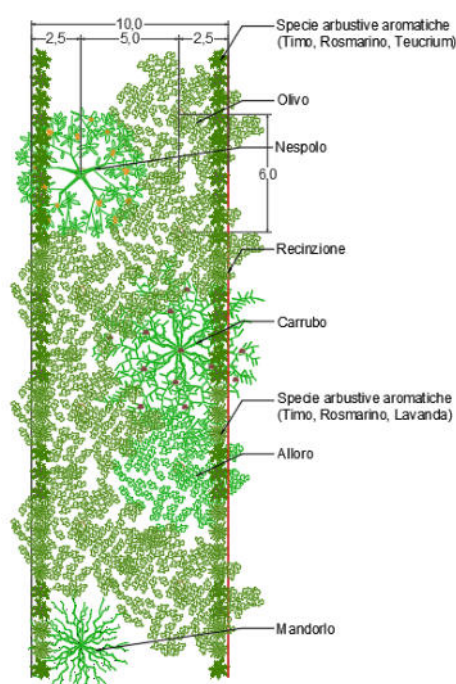 10,0
2,5
5,0
2,5
Specie arbustive aromatiche
(Timo, Rosmarino, Teucrium)
Olivo
Nespolo
6,0
Recinzione
Carrubo
Specie arbustive aromatiche
(Timo, Rosmarino, Lavanda)
Alloro
Mandorlo